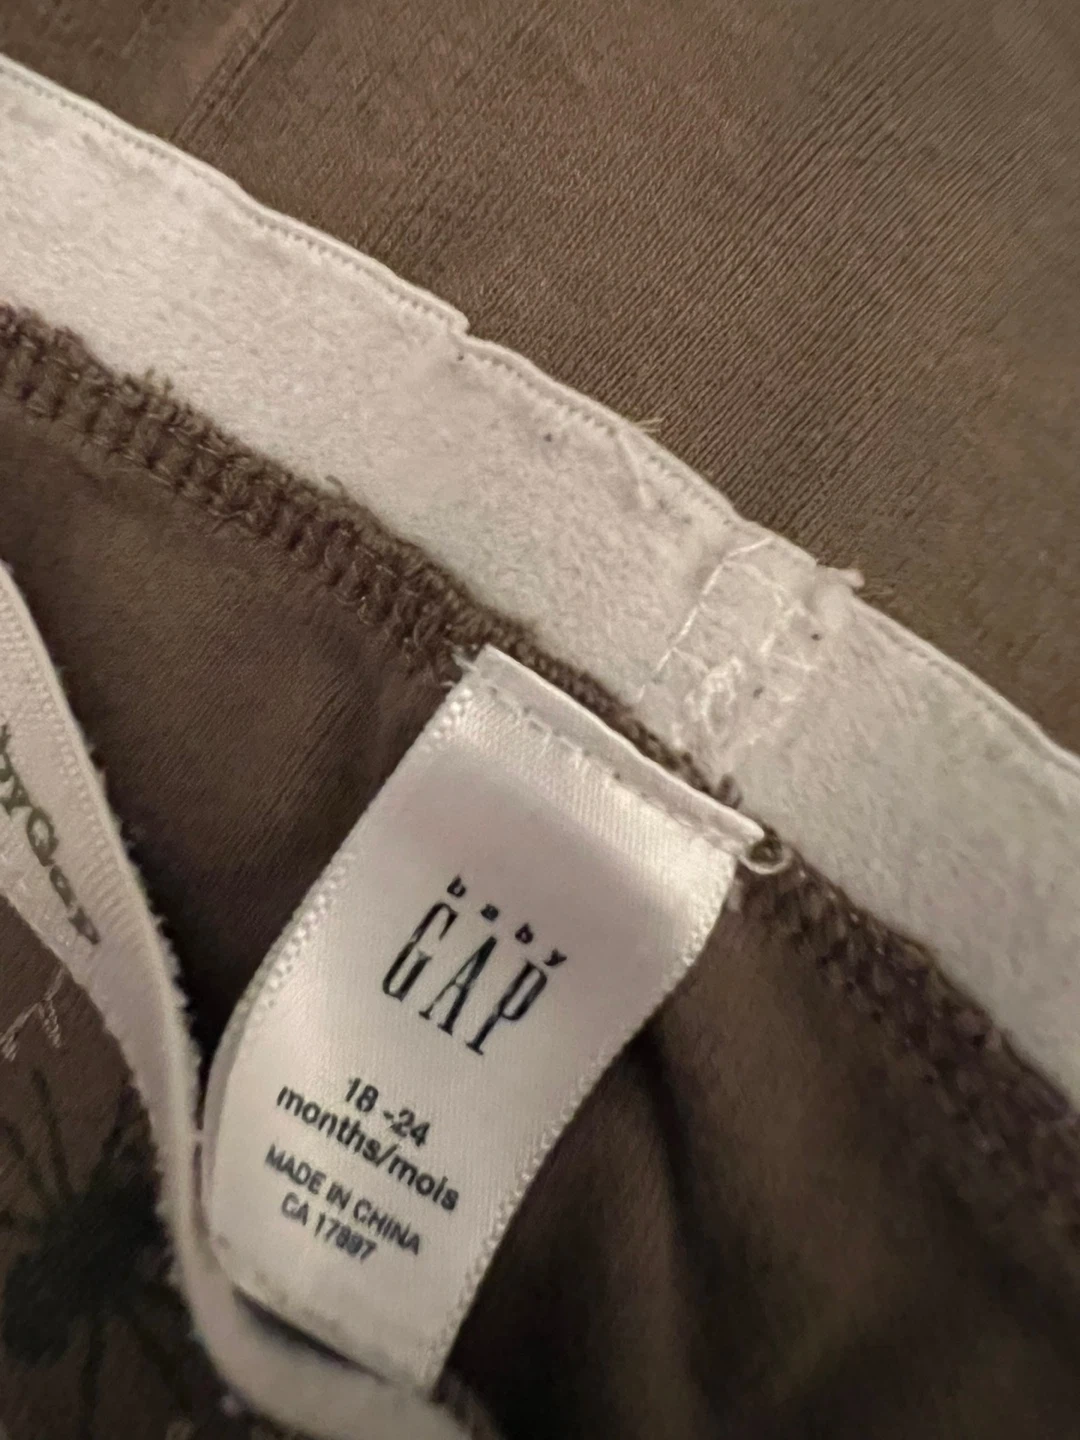 baby
GAP
18-24
months/mois
MADE IN CHINA
CA 17897